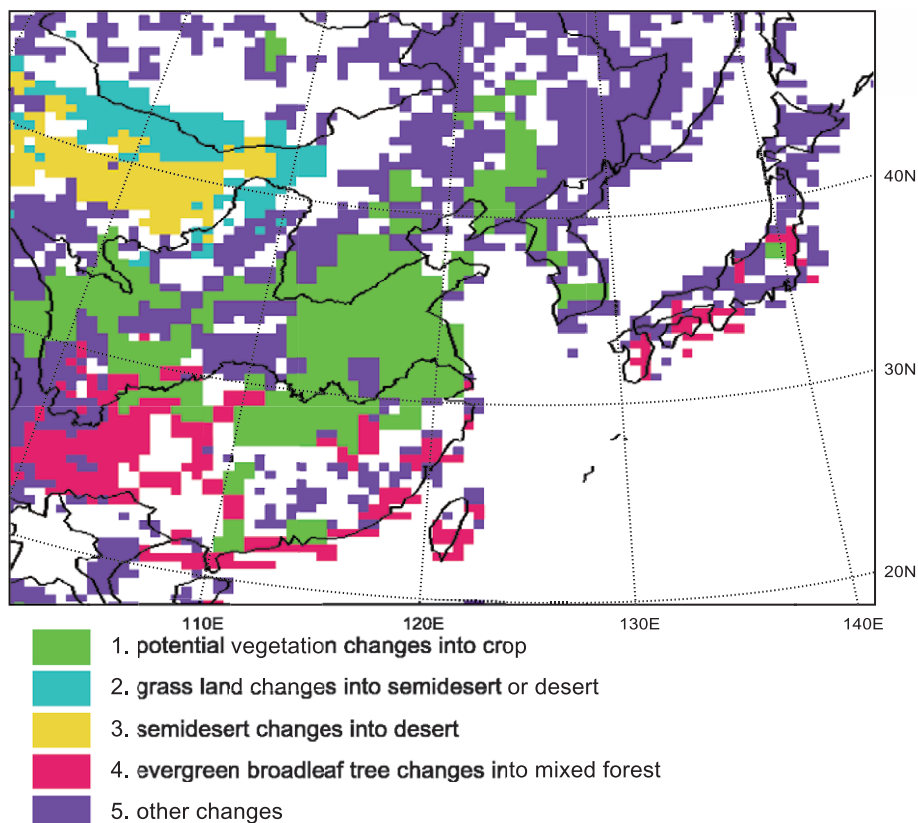 40N
30N
20N
110E 120E 130E 140E
1. potential vegetation changes into crop
2. grass land changes into semidesert or desert
3. semidesert changes into desert
4. evergreen broadleaf tree changes into mixed forest
5. other changes